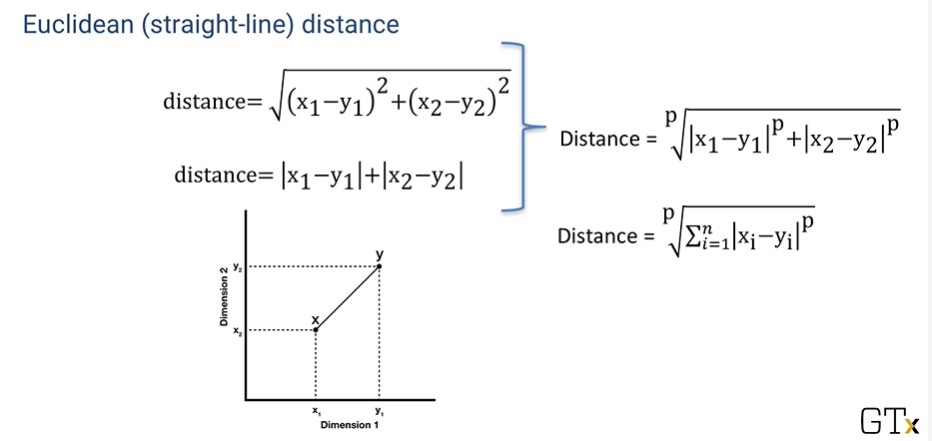 Euclidean (straight-line) distance
distance= √(x₁−y₁)²+(x₂−y₂)²
distance= |x₁−y₁|+|x₂−y₂|
Distance = ᵖ√|x₁−y₁|ᵖ+|x₂−y₂|ᵖ
Distance = ᵖ√Σⁿᵢ₌₁|xᵢ−yᵢ|ᵖ
Dimension 2
y₂
x₂
y
x
x₁
y₁
Dimension 1
GTx